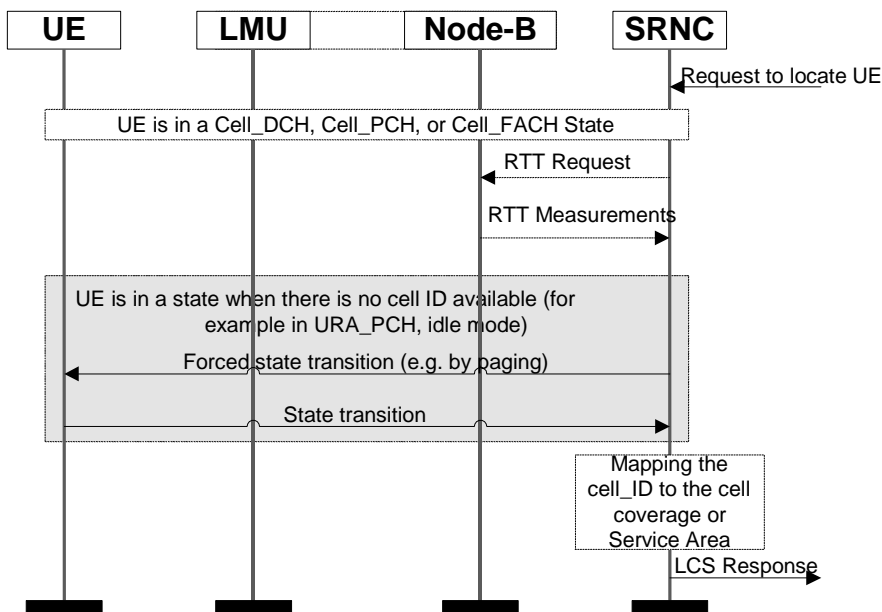 UE LMU Node-B SRNC
Request to locate UE
UE is in a Cell_DCH, Cell_PCH, or Cell_FACH State
RTT Request
RTT Measurements
UE is in a state when there is no cell ID available (for
example in URA_PCH, idle mode)
Forced state transition (e.g. by paging)
State transition
Mapping the
cell_ID to the cell
coverage or
Service Area
LCS Response